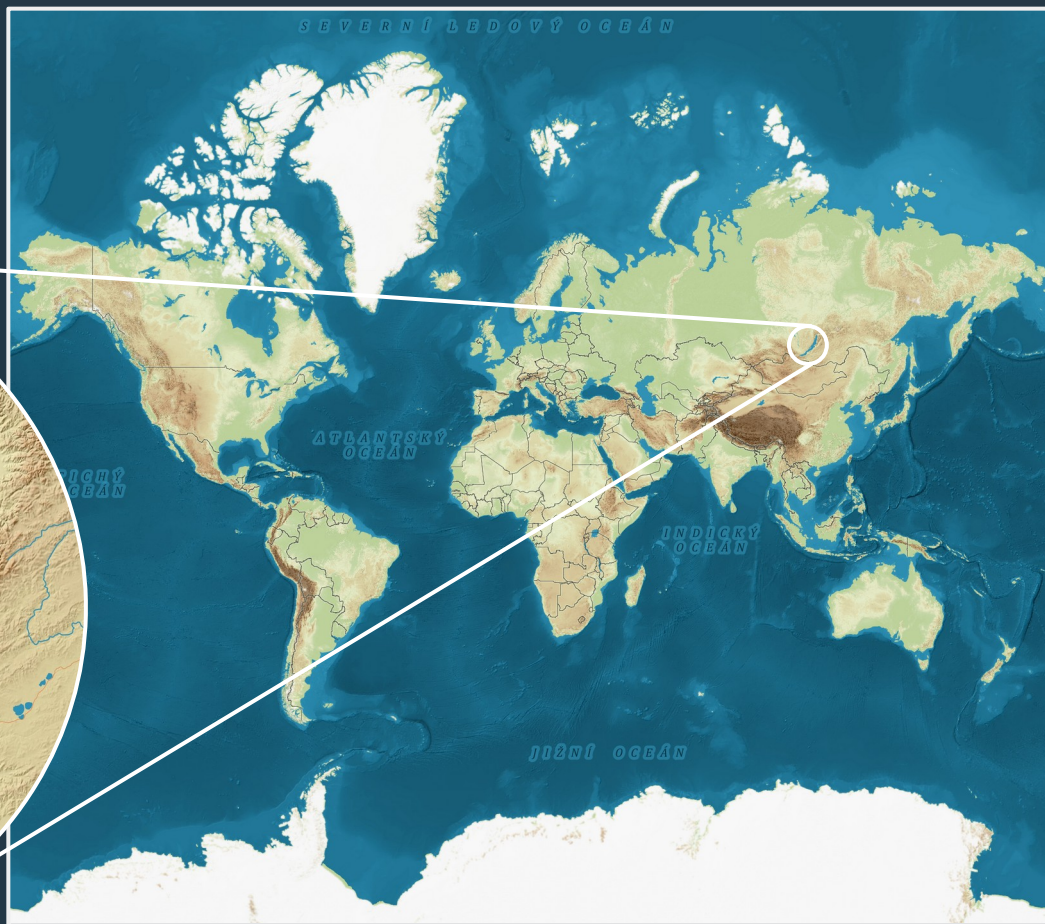 SEVERNÍ LEDOVÝ OCEÁN
ATLANTSKÝ
OCEÁN
INDICKÝ
OCEÁN
JIŽNÍ OCEÁN